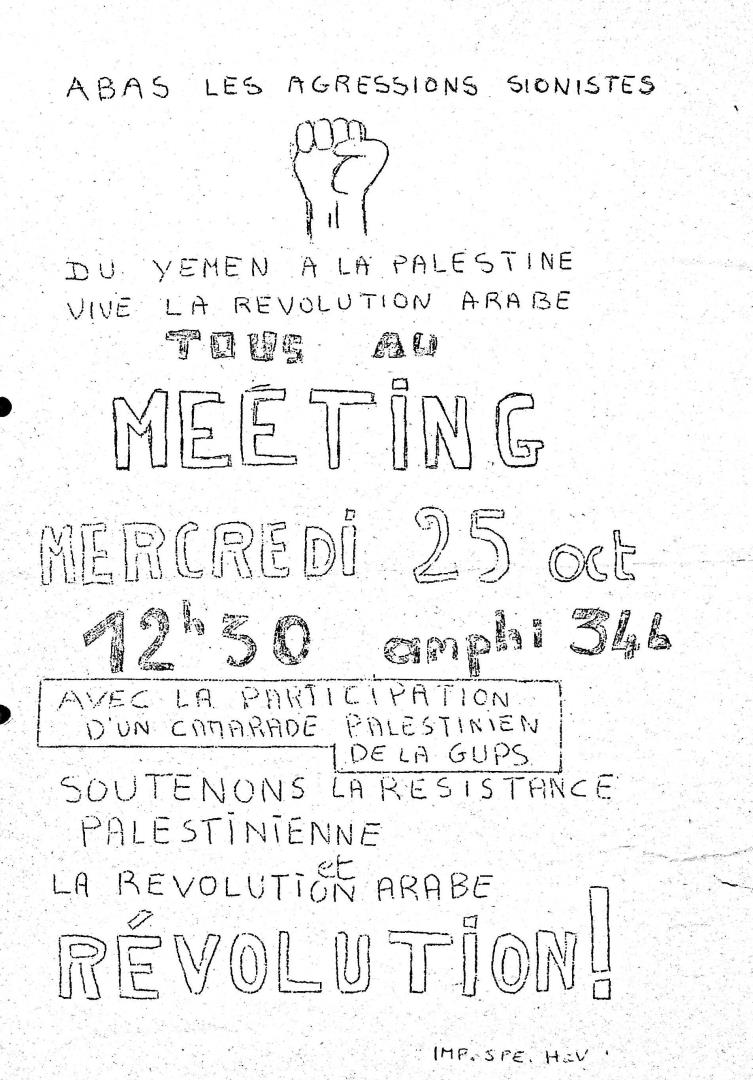 ABAS LES AGRESSIONS SIONISTES
DU YEMEN A LA PALESTINE
VIVE LA REVOLUTION ARABE
TOUS AU
MEÉTING
MERCREDI 25 oct
12h30 amphi 346
AVEC LA PARTICIPATION
D'UN CAMARADE PALESTINIEN
DE LA GUPS
SOUTENONS LA RESISTANCE
PALESTINIENNE
et
LA REVOLUTION ARABE
RÉVOLUTION!
IMP. SPE.